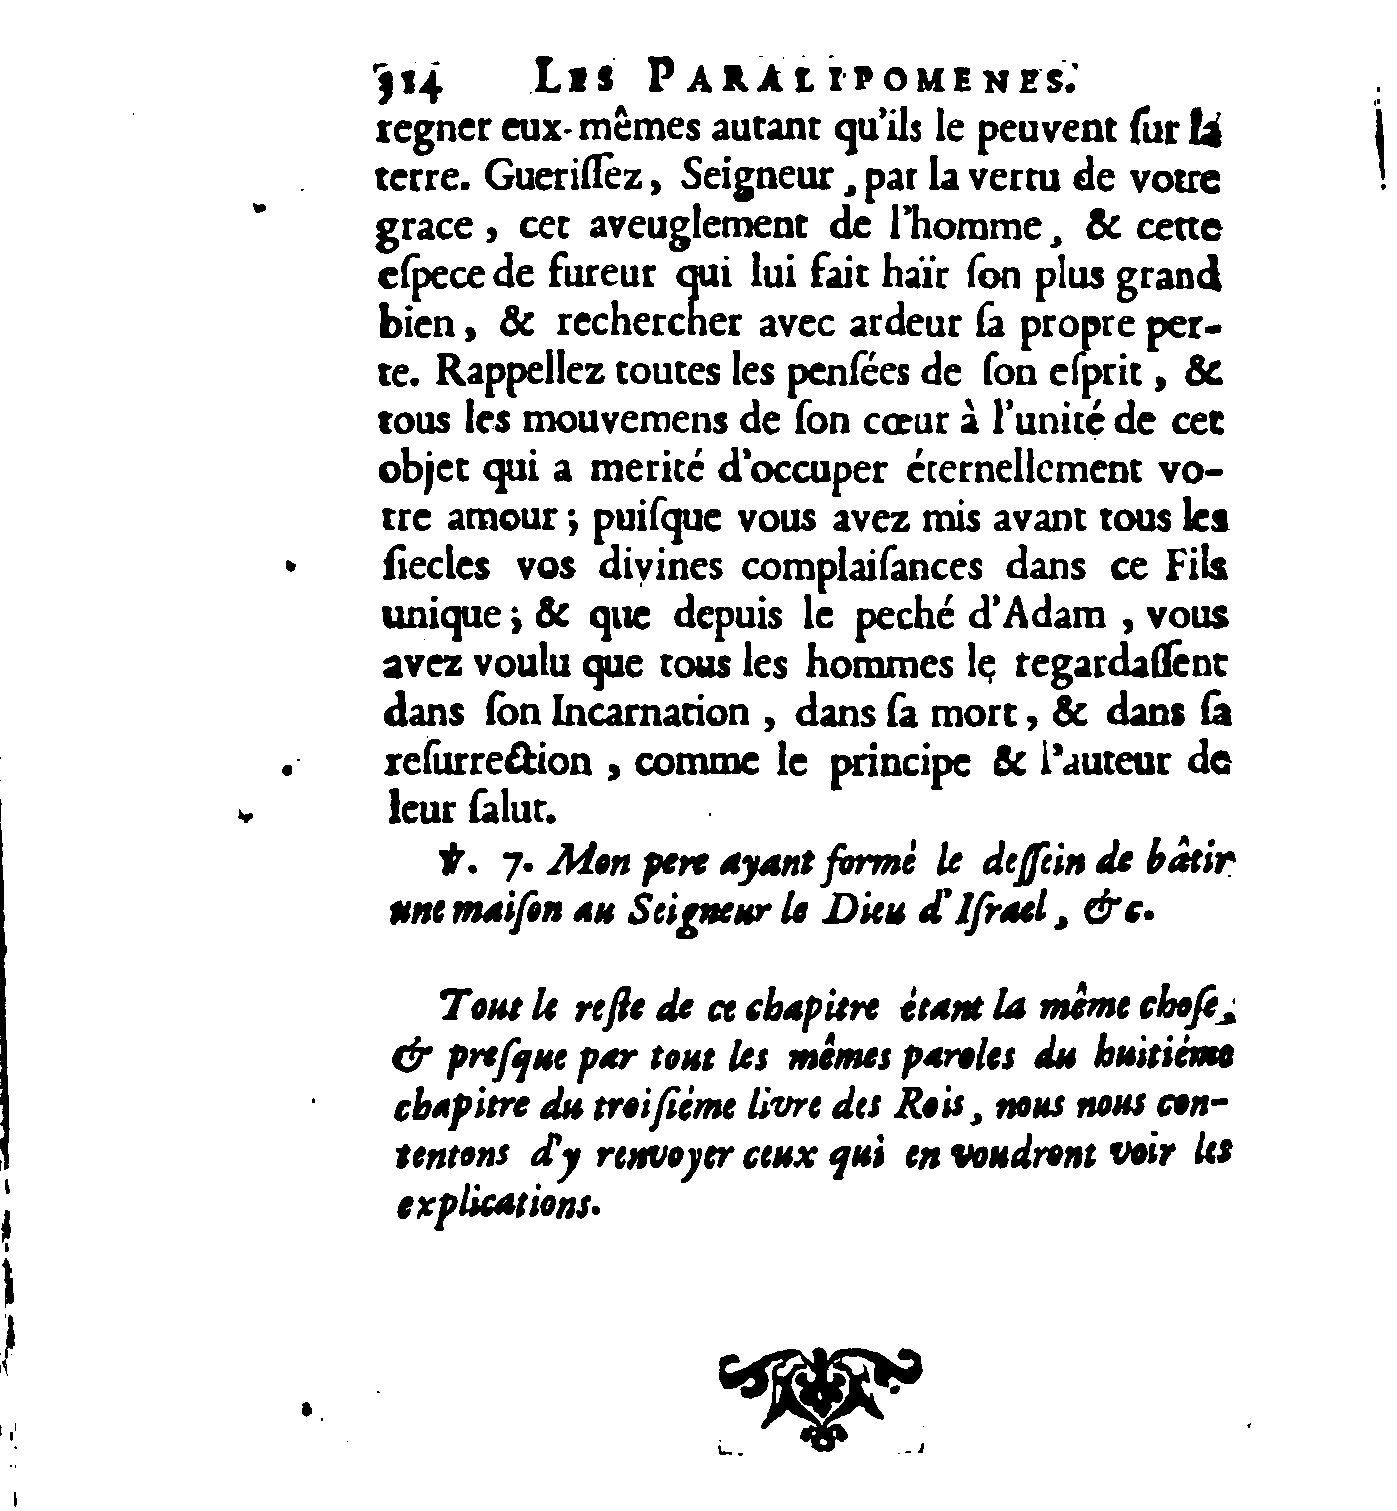 314 LES PARALIPOMENES.
regner eux-mêmes autant qu'ils le peuvent ſur la
terre. Gueriſſez, Seigneur, par la vertu de votre
grace, cet aveuglement de l'homme, & cette
eſpece de fureur qui lui fait haïr ſon plus grand
bien, & rechercher avec ardeur ſa propre per-
te. Rappellez toutes les penſées de ſon eſprit, &
tous les mouvemens de ſon cœur à l'unité de cet
objet qui a merité d'occuper éternellement vo-
tre amour; puiſque vous avez mis avant tous les
ſiecles vos divines complaiſances dans ce Fils
unique; & que depuis le peché d'Adam, vous
avez voulu que tous les hommes le regardaſſent
dans ſon Incarnation, dans ſa mort, & dans ſa
reſurrection, comme le principe & l'auteur de
leur ſalut.
℣. 7. Mon pere ayant formé le deſſein de bâtir
une maiſon au Seigneur le Dieu d'Iſrael, &c.
Tout le reſte de ce chapitre étant la même choſe,
& preſque par tout les mêmes paroles du huitiéme
chapitre du troiſiéme livre des Rois, nous nous con-
tentons d'y renvoyer ceux qui en voudront voir les
explications.